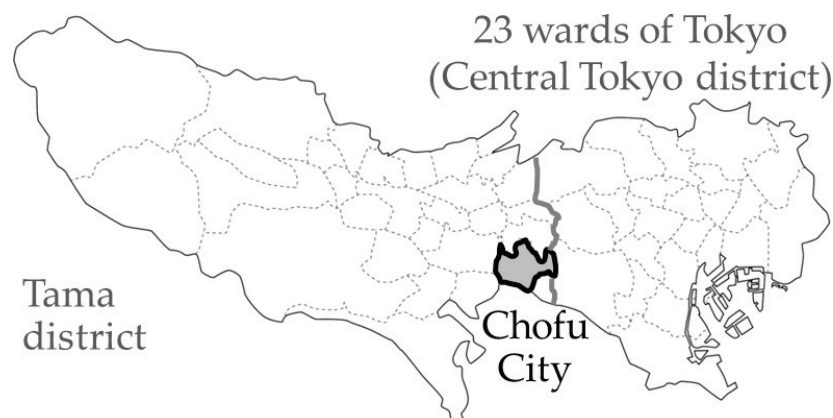 23 wards of Tokyo
(Central Tokyo district)
Tama
district
Chofu
City